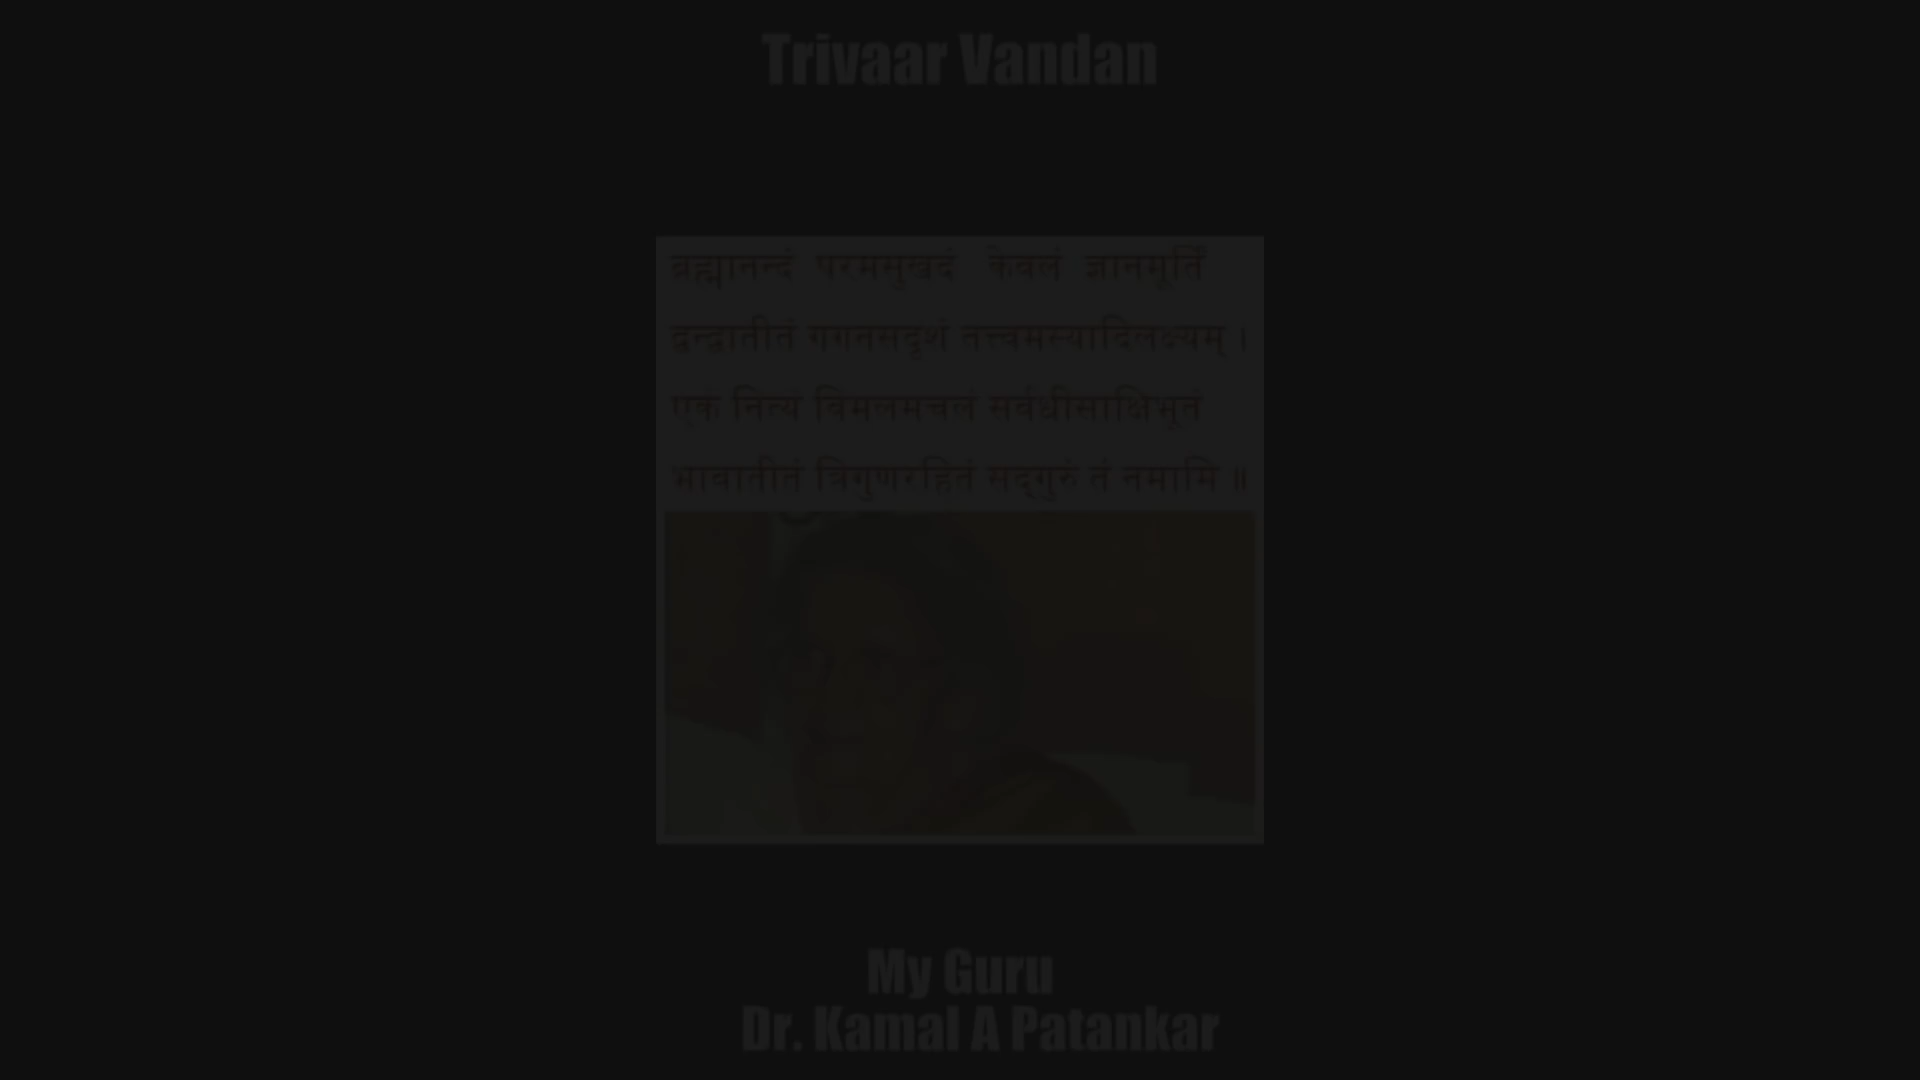 Trivaar Vandan
ब्रह्मानन्दं परमसुखदं केवलं ज्ञानमूर्तिं
द्वन्द्वातीतं गगनसदृशं तत्त्वमस्यादिलक्ष्यम् ।
एकं नित्यं विमलमचलं सर्वधीसाक्षिभुतं
भावातीतं त्रिगुणरहितं सद्गुरुं तं नमामि ॥
My Guru
Dr. Kamal A Patankar